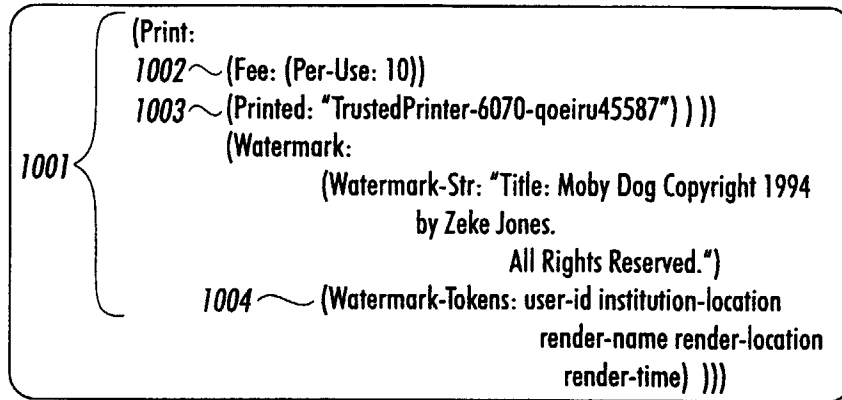 (Print:
1002 (Fee: (Per-Use: 10))
1003 (Printed: "TrustedPrinter-6070-qoeiru45587") ) ))
(Watermark:
1001
(Watermark-Str: "Title: Moby Dog Copyright 1994
by Zeke Jones.
All Rights Reserved.")
1004 (Watermark-Tokens: user-id institution-location
render-name render-location
render-time) )))